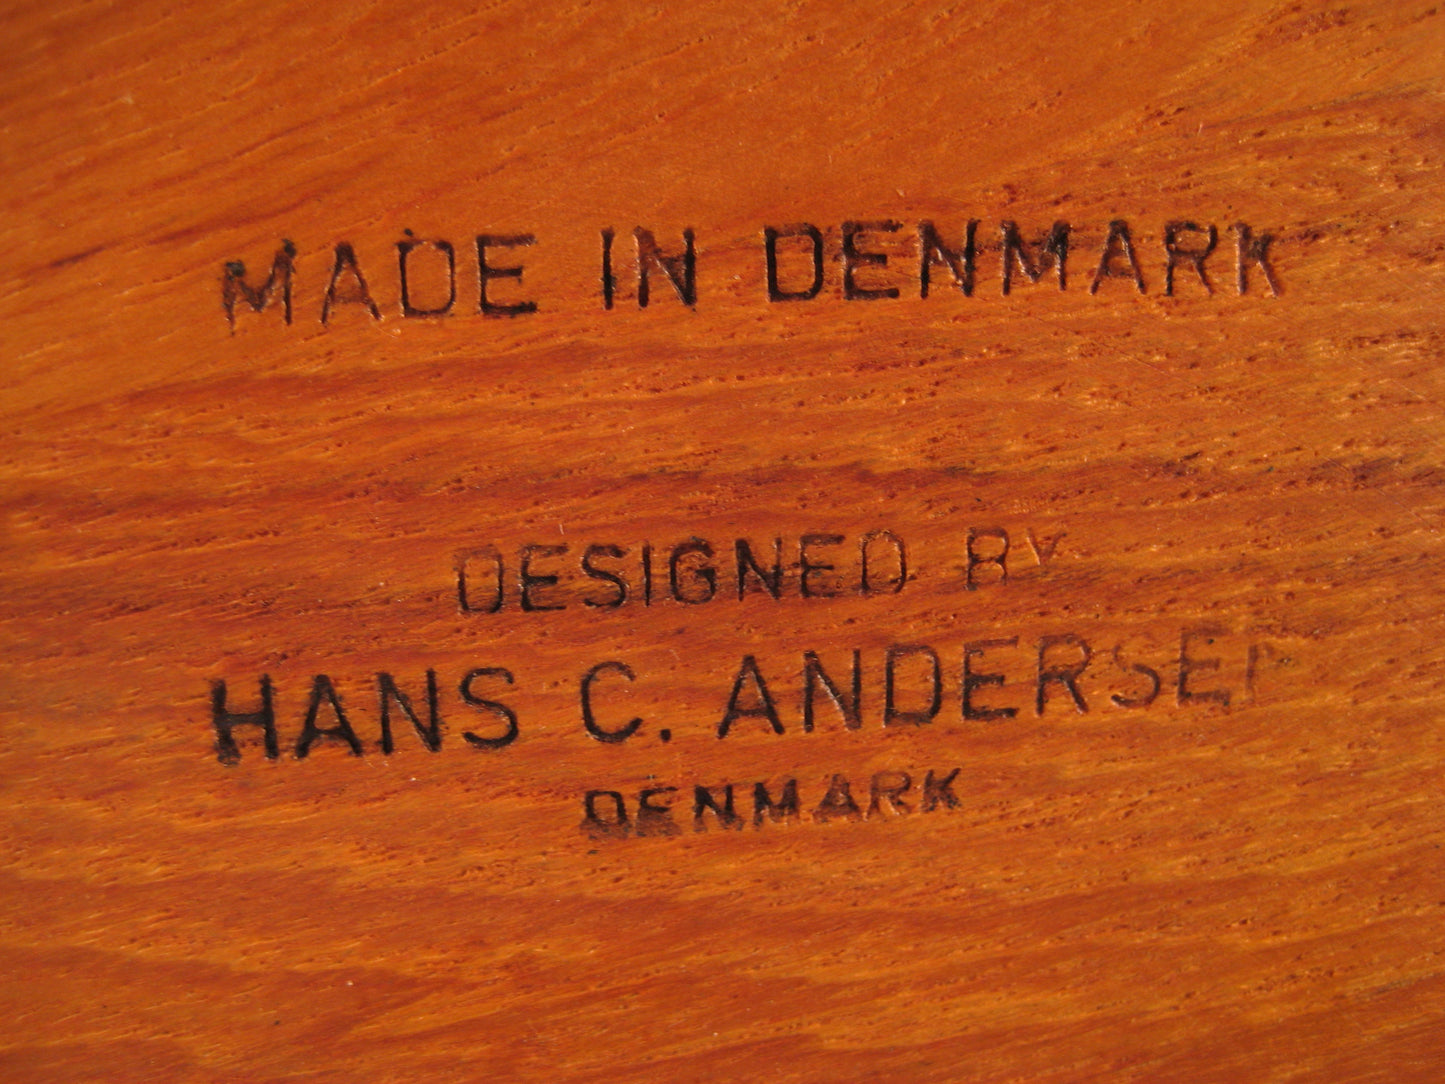 MADE IN DENMARK
DESIGNED BY
HANS C. ANDERSEN
DENMARK